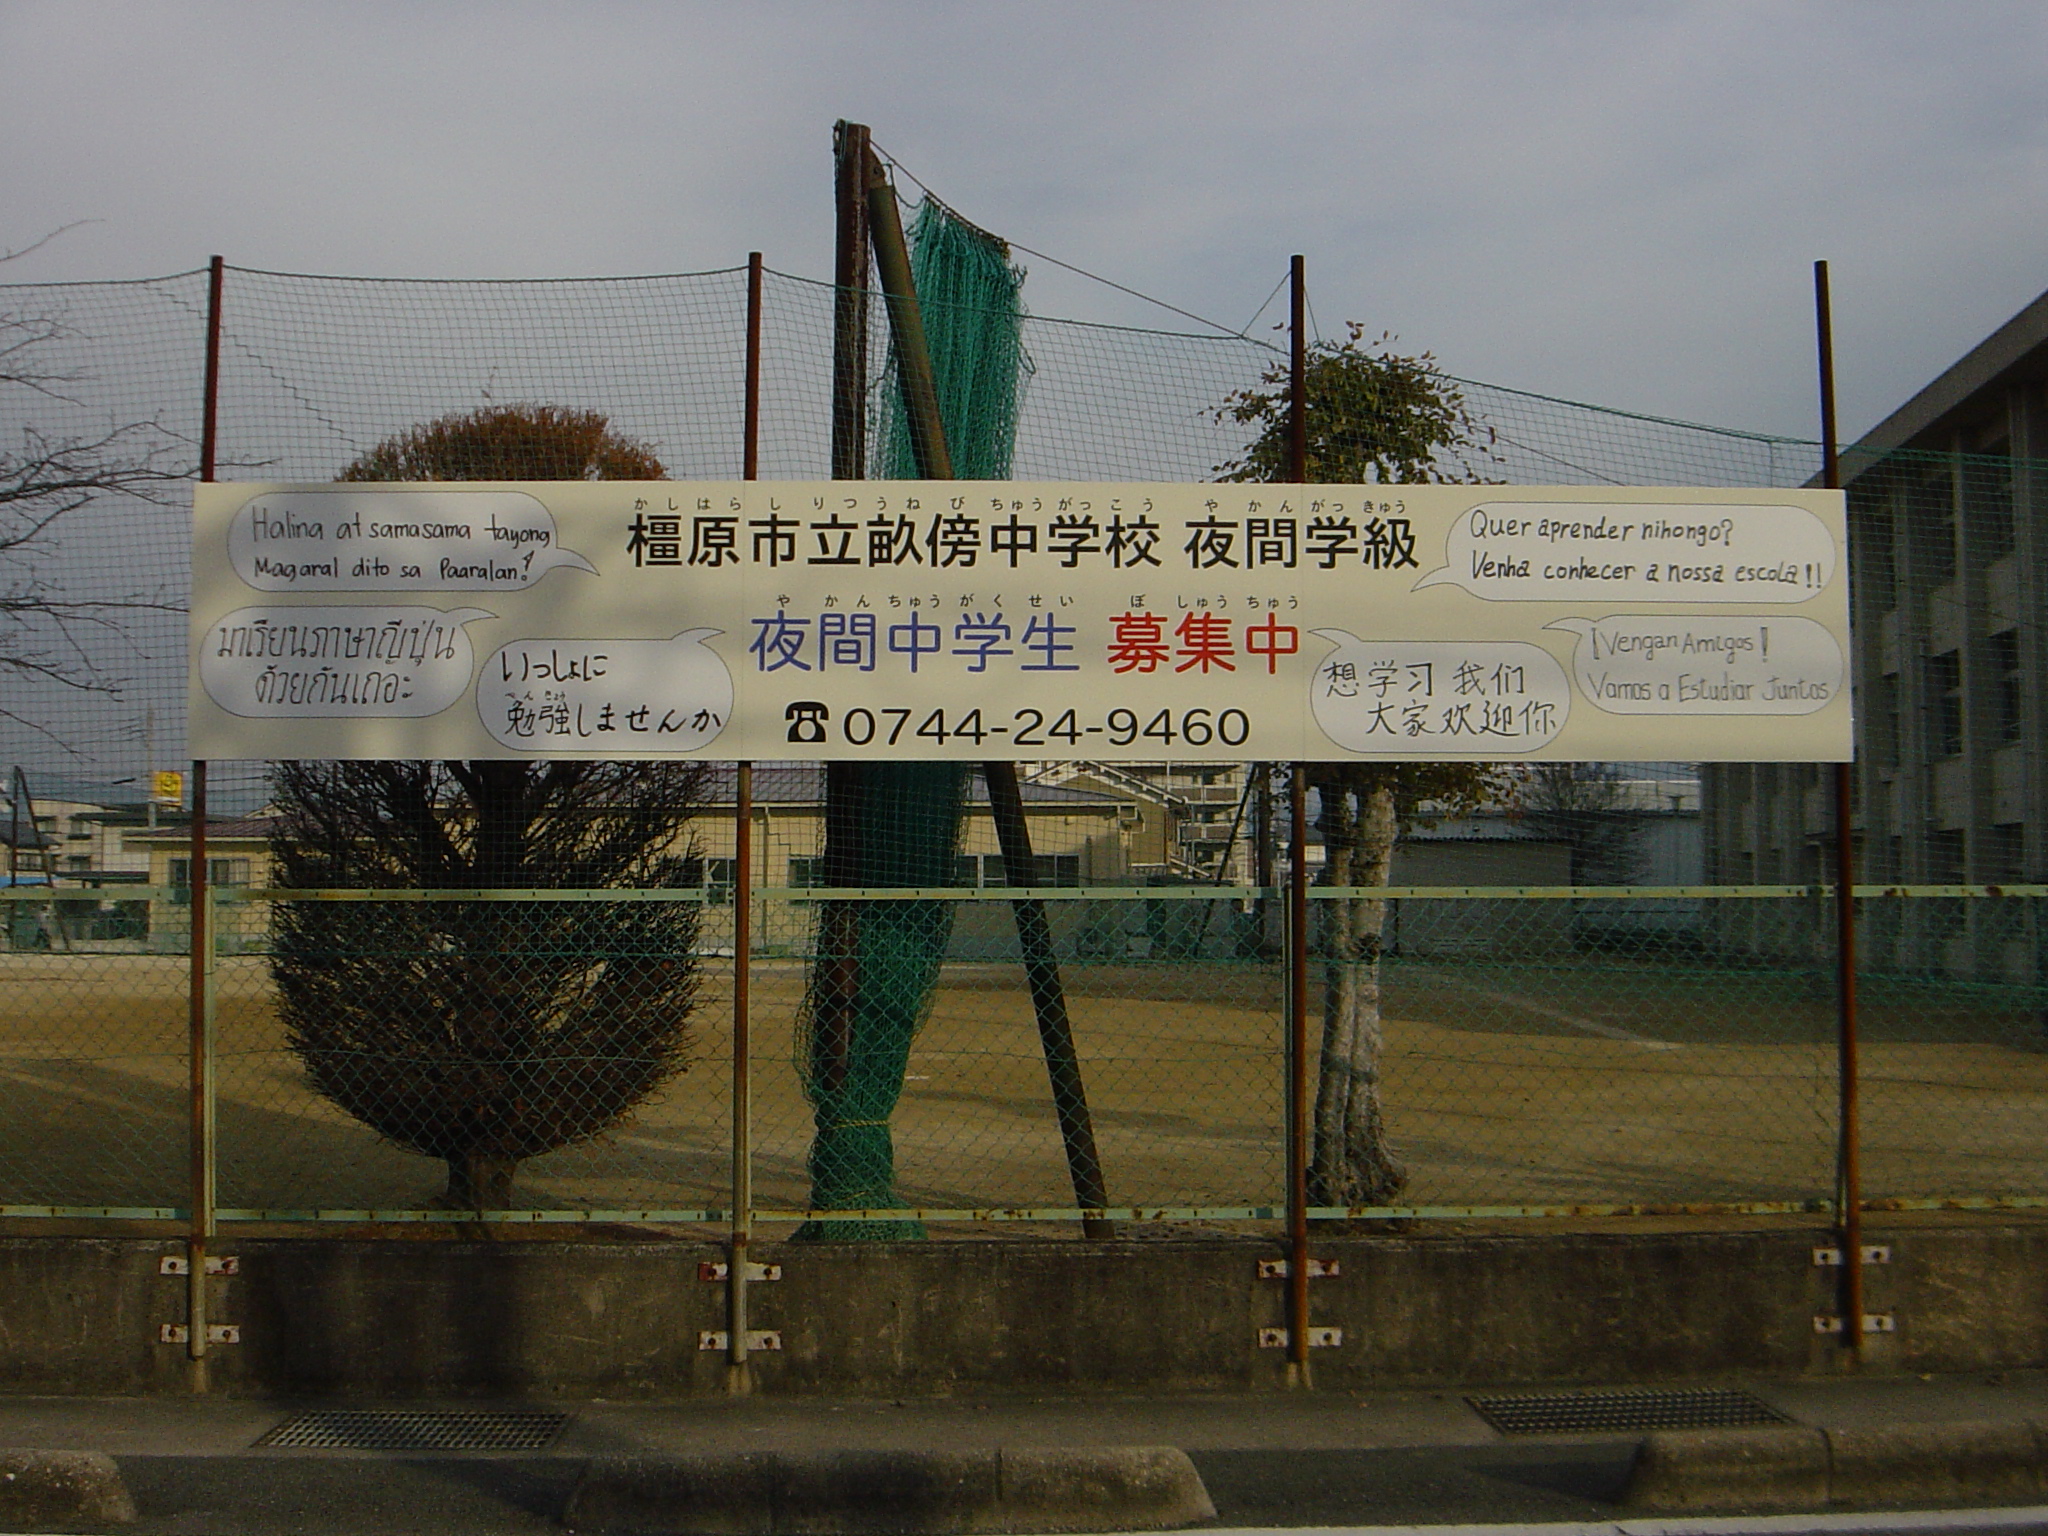 かしはらしりつうねびちゅうがっこう やかんがっきゅう
橿原市立畝傍中学校 夜間学級
やかんちゅうがくせい ぼしゅうちゅう
夜間中学生 募集中
☎0744-24-9460
Halina at samasama tayong
Magaral dito sa Paaralan!
มาเรียนภาษาญี่ปุ่น
ด้วยกันเถอะ
いっしょに
べんきょう
勉強しませんか
Quer aprender nihongo?
Venha conhecer a nossa escola!!
想学习 我们
大家欢迎你
¡Vengan Amigos!
Vamos a Estudiar Juntos